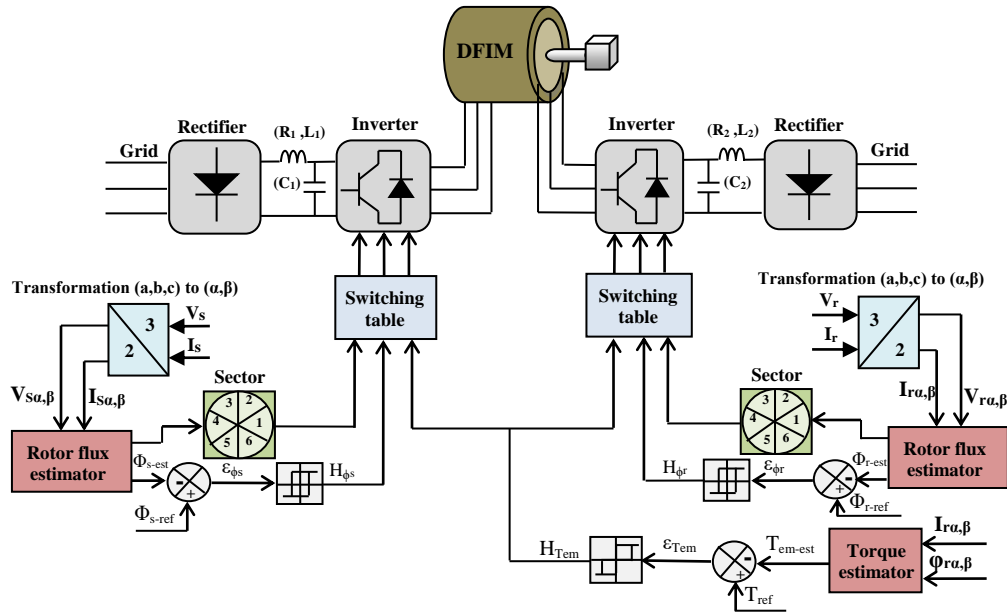 DFIM
Rectifier
(R₁ ,L₁)
Inverter
Inverter
(R₂ ,L₂)
Rectifier
Grid
(C₁)
(C₂)
Grid
Transformation (a,b,c) to (α,β)
Switching
table
Switching
table
Transformation (a,b,c) to (α,β)
3
2
Vs
Is
Vr
Ir
3
2
VSα,β
ISα,β
Sector
3 2
4 1
5 6
Sector
3 2
4 1
5 6
Irα,β
Vrα,β
Rotor flux
estimator
Φs-est
εϕs
Hϕs
-
+
Φs-ref
Hϕr
εϕr
Φr-est
-
+
Φr-ref
Rotor flux
estimator
HTem
εTem
Tem-est
-
+
Tref
Torque
estimator
Irα,β
φrα,β